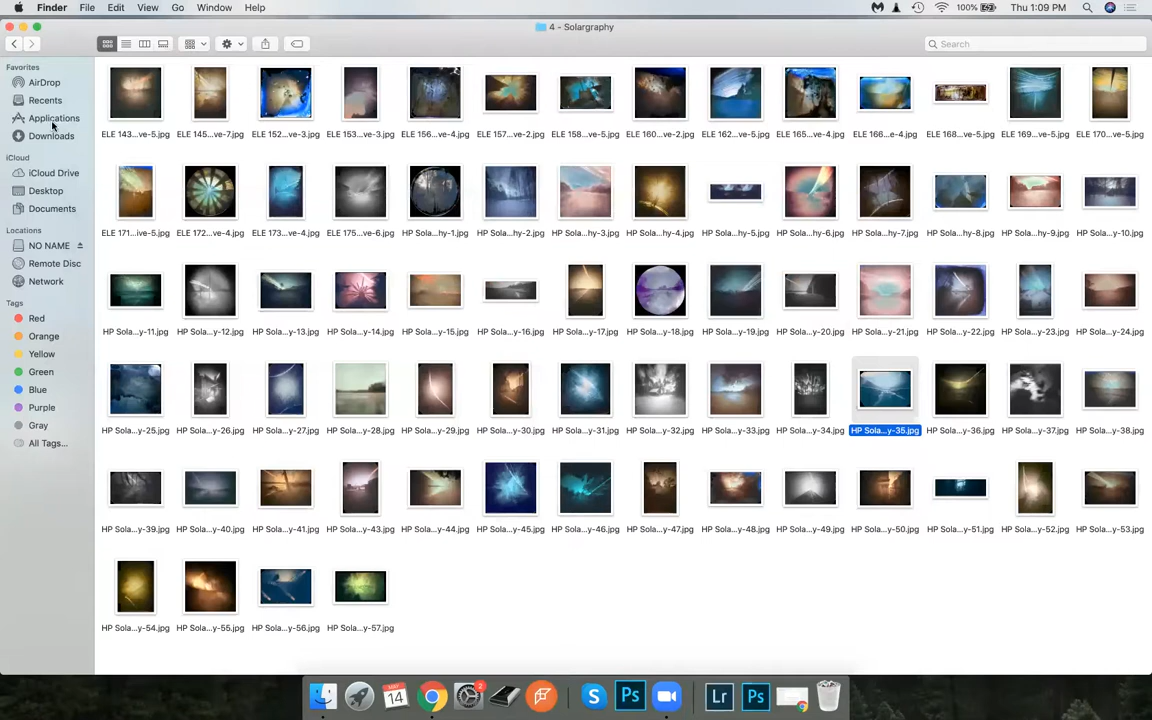 Finder File Edit View Go Window Help 100% Thu 1:09 PM
4 - Solargraphy
Search
Favorites
AirDrop
Recents
Applications
Downloads
iCloud
iCloud Drive
Desktop
Documents
Locations
NO NAME
Remote Disc
Network
Tags
Red
Orange
Yellow
Green
Blue
Purple
Gray
All Tags...
ELE 143...ve-5.jpg ELE 145...ve-7.jpg ELE 152...ve-3.jpg ELE 153...ve-3.jpg ELE 156...ve-4.jpg ELE 157...ve-2.jpg ELE 158...ve-5.jpg ELE 160...ve-2.jpg ELE 162...ve-5.jpg ELE 165...ve-4.jpg ELE 166...e-4.jpg ELE 168...ve-5.jpg ELE 169...ve-5.jpg ELE 170...ve-5.jpg
ELE 171...ive-5.jpg ELE 172...ve-4.jpg ELE 173...ve-4.jpg ELE 175...ve-6.jpg HP Sola...hy-1.jpg HP Sola...hy-2.jpg HP Sola...hy-3.jpg HP Sola...hy-4.jpg HP Sola...hy-5.jpg HP Sola...hy-6.jpg HP Sola...hy-7.jpg HP Sola...hy-8.jpg HP Sola...hy-9.jpg HP Sola...y-10.jpg
HP Sola...y-11.jpg HP Sola...y-12.jpg HP Sola...y-13.jpg HP Sola...y-14.jpg HP Sola...y-15.jpg HP Sola...y-16.jpg HP Sola...y-17.jpg HP Sola...y-18.jpg HP Sola...y-19.jpg HP Sola...y-20.jpg HP Sola...y-21.jpg HP Sola...y-22.jpg HP Sola...y-23.jpg HP Sola...y-24.jpg
HP Sola...y-25.jpg HP Sola...y-26.jpg HP Sola...y-27.jpg HP Sola...y-28.jpg HP Sola...y-29.jpg HP Sola...y-30.jpg HP Sola...y-31.jpg HP Sola...y-32.jpg HP Sola...y-33.jpg HP Sola...y-34.jpg HP Sola...y-35.jpg HP Sola...y-36.jpg HP Sola...y-37.jpg HP Sola...y-38.jpg
HP Sola...y-39.jpg HP Sola...y-40.jpg HP Sola...y-41.jpg HP Sola...y-43.jpg HP Sola...y-44.jpg HP Sola...y-45.jpg HP Sola...y-46.jpg HP Sola...y-47.jpg HP Sola...y-48.jpg HP Sola...y-49.jpg HP Sola...y-50.jpg HP Sola...y-51.jpg HP Sola...y-52.jpg HP Sola...y-53.jpg
HP Sola...y-54.jpg HP Sola...y-55.jpg HP Sola...y-56.jpg HP Sola...y-57.jpg
MAY 14 2 S Ps Lr Ps